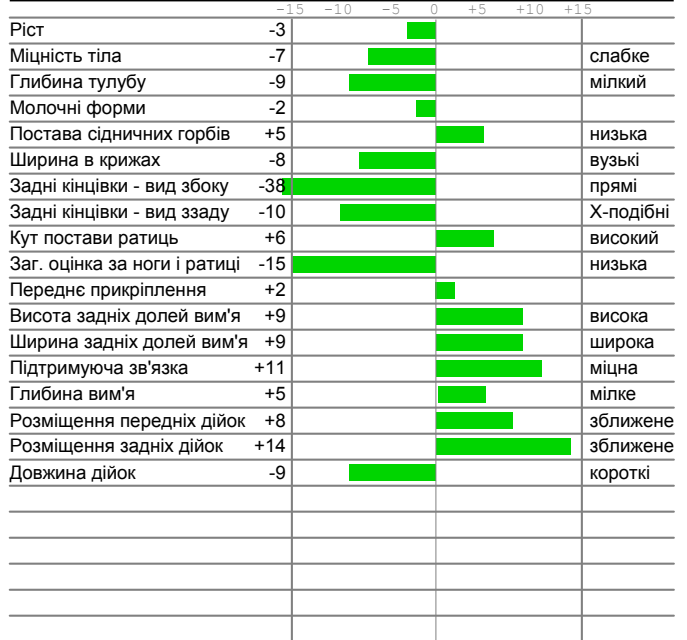 -15 -10 -5 0 +5 +10 +15
Ріст -3
Міцність тіла -7 слабке
Глибина тулубу -9 мілкий
Молочні форми -2
Постава сідничних горбів +5 низька
Ширина в крижах -8 вузькі
Задні кінцівки - вид збоку -38 прямі
Задні кінцівки - вид ззаду -10 Х-подібні
Кут постави ратиць +6 високий
Заг. оцінка за ноги і ратиці -15 низька
Переднє прикріплення +2
Висота задніх долей вим'я +9 висока
Ширина задніх долей вим'я +9 широка
Підтримуюча зв'язка +11 міцна
Глибина вим'я +5 мілке
Розміщення передніх дійок +8 зближене
Розміщення задніх дійок +14 зближене
Довжина дійок -9 короткі